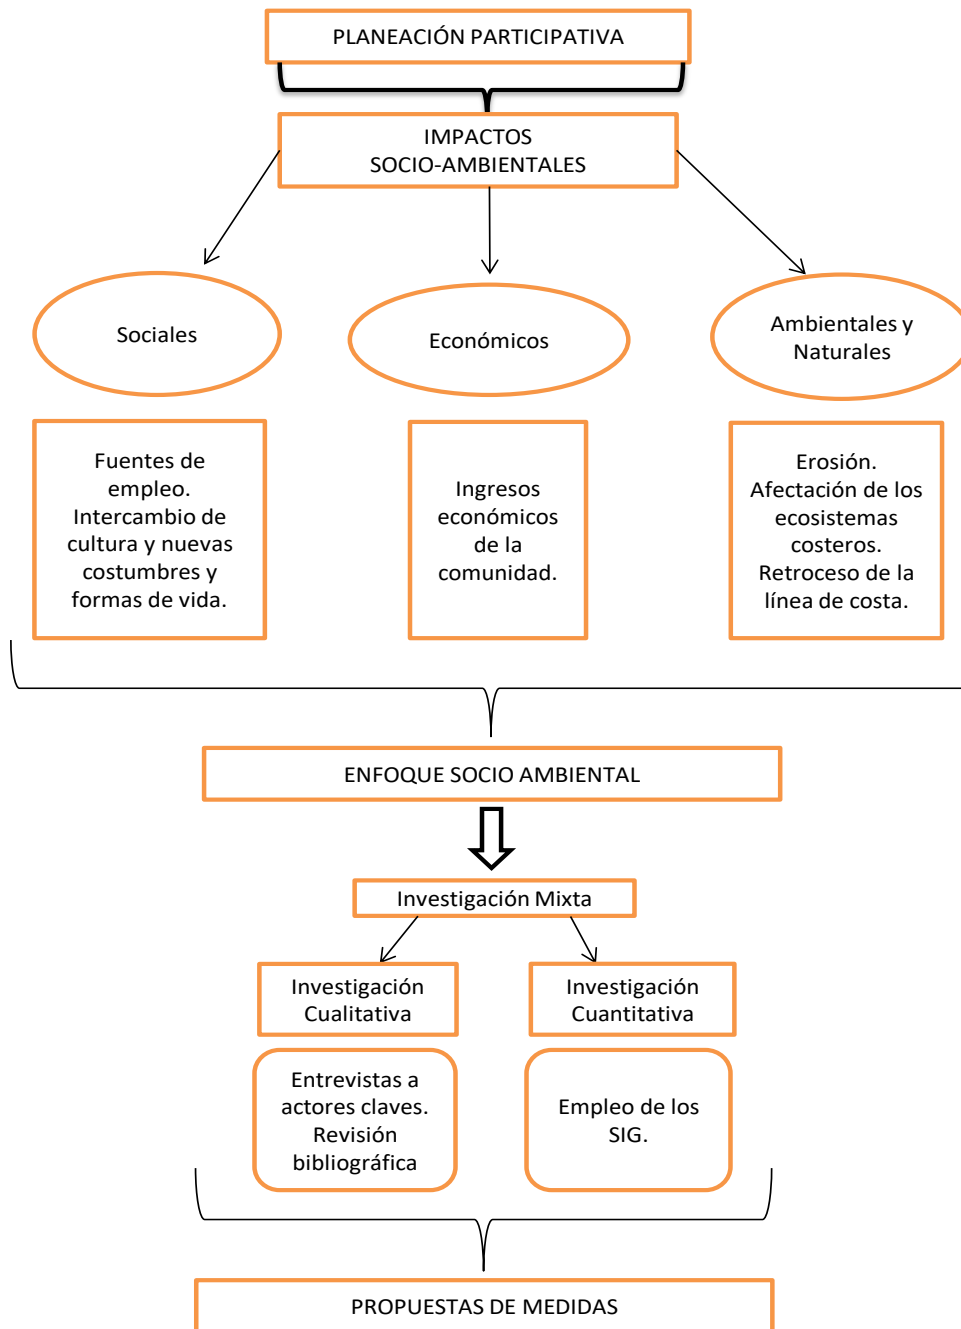 PLANEACIÓN PARTICIPATIVA
IMPACTOS
SOCIO-AMBIENTALES
Sociales
Económicos
Ambientales y
Naturales
Fuentes de
empleo.
Intercambio de
cultura y nuevas
costumbres y
formas de vida.
Ingresos
económicos
de la
comunidad.
Erosión.
Afectación de los
ecosistemas
costeros.
Retroceso de la
línea de costa.
ENFOQUE SOCIO AMBIENTAL
Investigación Mixta
Investigación
Cualitativa
Investigación
Cuantitativa
Entrevistas a
actores claves.
Revisión
bibliográfica
Empleo de los
SIG.
PROPUESTAS DE MEDIDAS